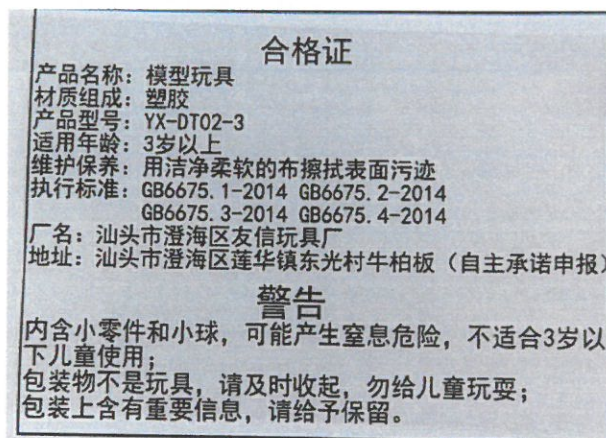 合格证
产品名称：模型玩具
材质组成：塑胶
产品型号：YX-DT02-3
适用年龄：3岁以上
维护保养：用洁净柔软的布擦拭表面污迹
执行标准：GB6675.1-2014 GB6675.2-2014
GB6675.3-2014 GB6675.4-2014
厂名：汕头市澄海区友信玩具厂
地址：汕头市澄海区莲华镇东光村牛柏板（自主承诺申报）
警告
内含小零件和小球，可能产生窒息危险，不适合3岁以
下儿童使用；
包装物不是玩具，请及时收起，勿给儿童玩耍；
包装上含有重要信息，请给予保留。